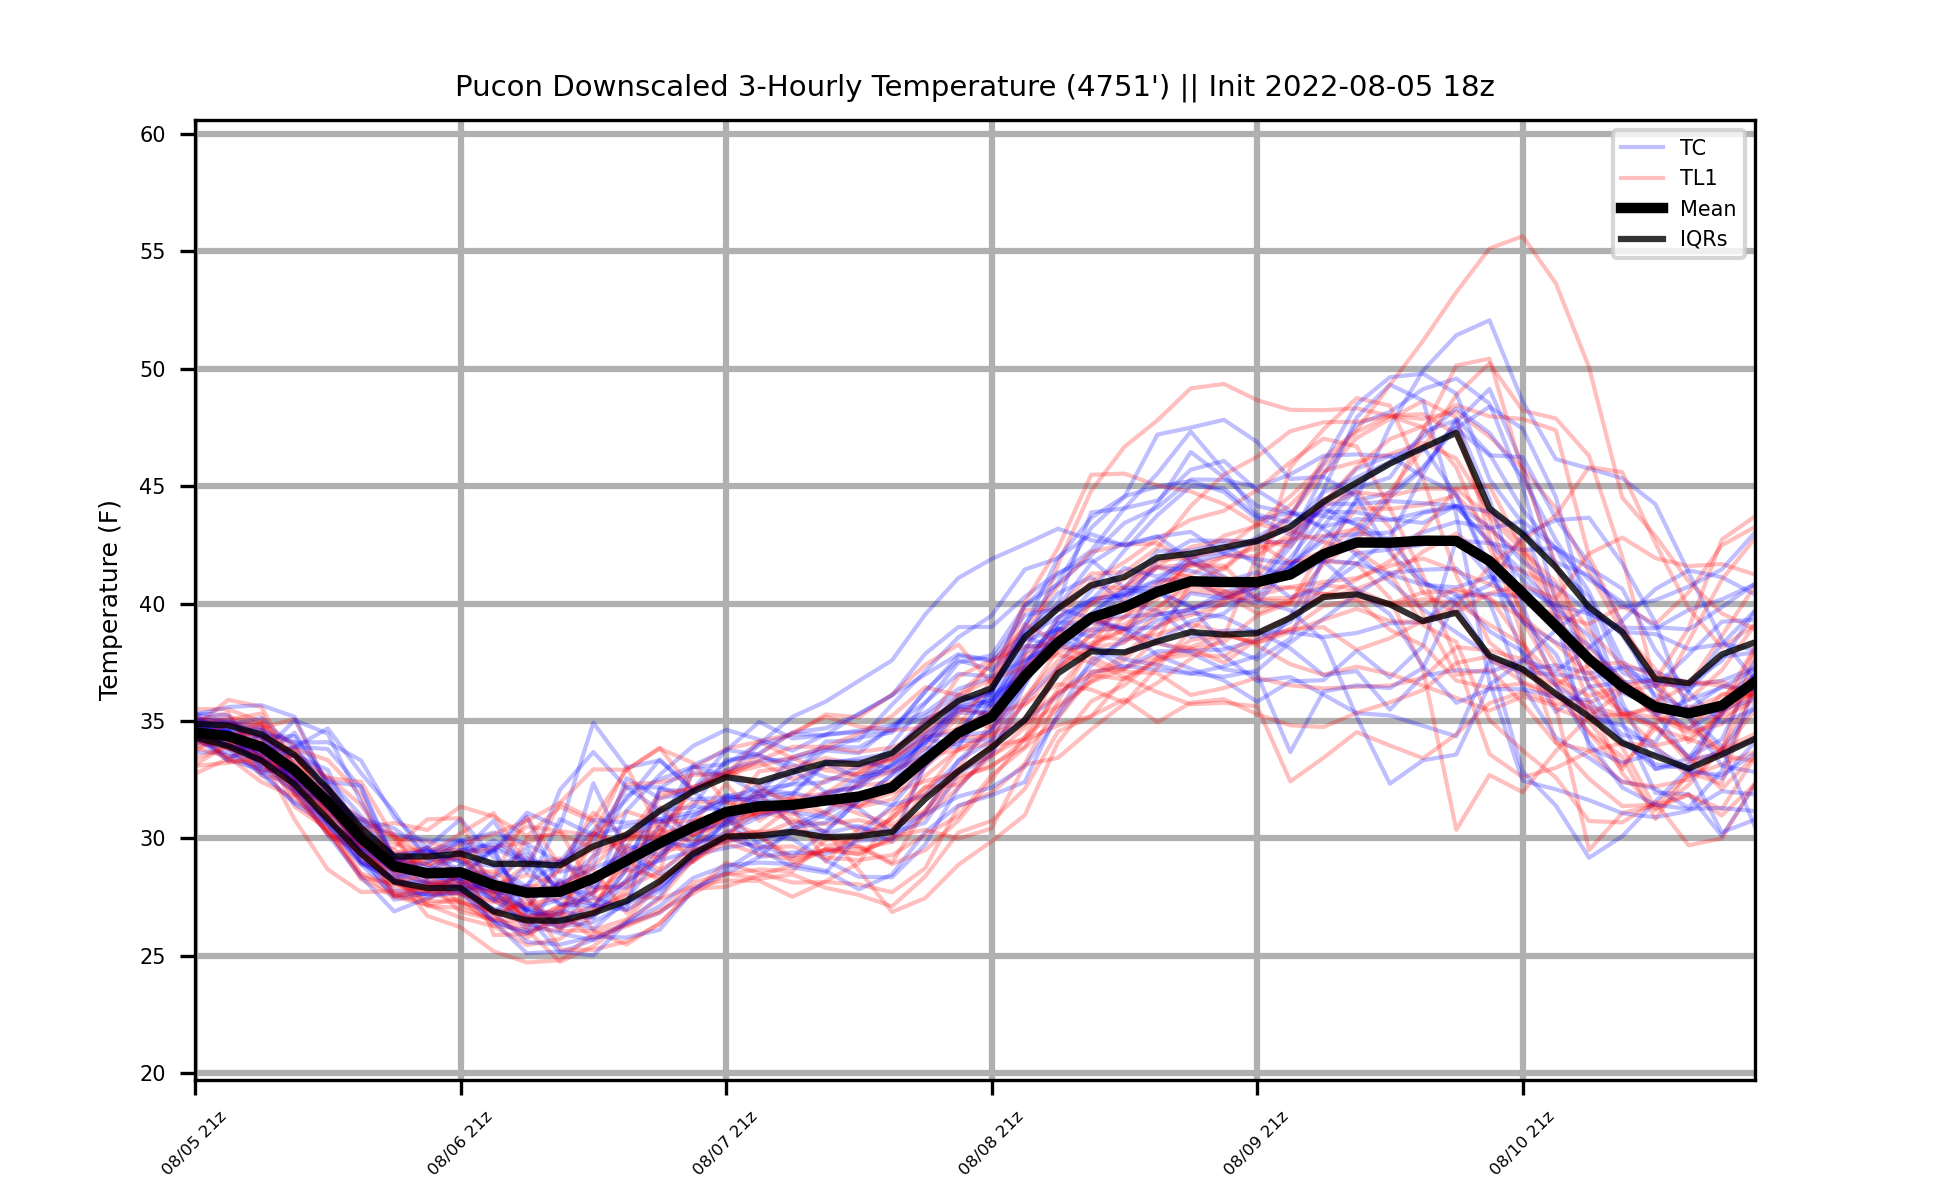 Pucon Downscaled 3-Hourly Temperature (4751') || Init 2022-08-05 18z
TC
TL1
Mean
IQRs
Temperature (F)
60
55
50
45
40
35
30
25
20
08/05 21z
08/06 21z
08/07 21z
08/08 21z
08/09 21z
08/10 21z